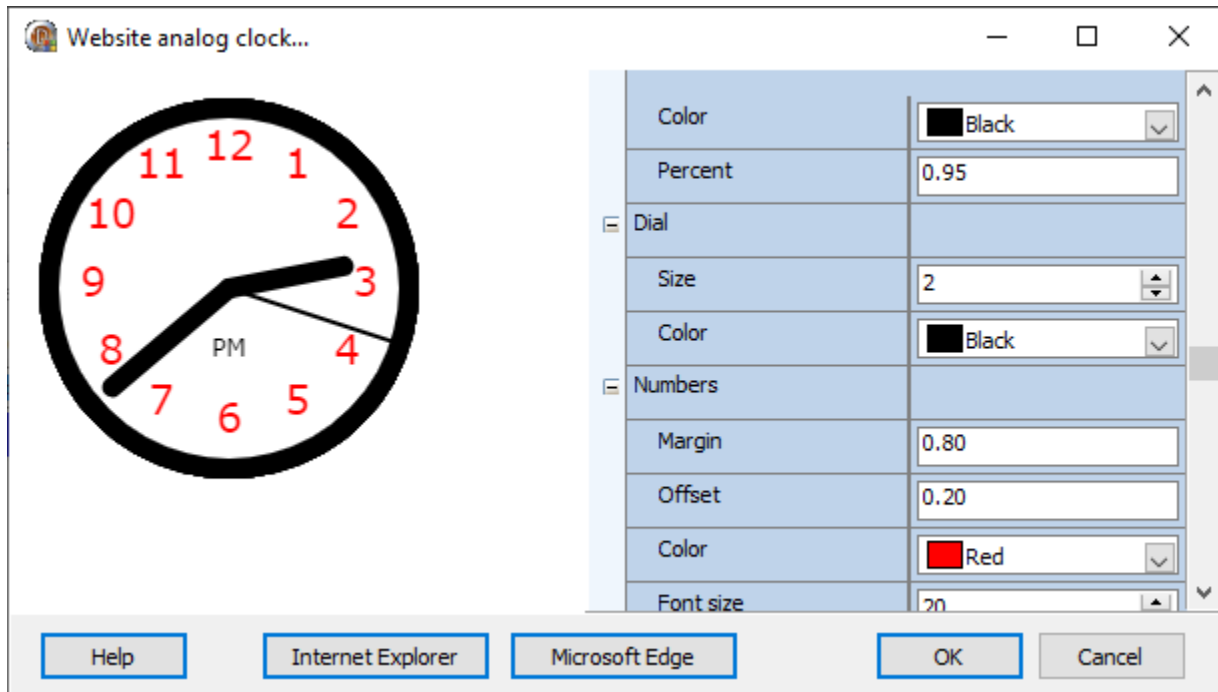 Website analog clock...
12
11
1
10
2
9
3
8
4
PM
7
5
6
Color
Black
Percent
0.95
Dial
Size
2
Color
Black
Numbers
Margin
0.80
Offset
0.20
Color
Red
Font size
20
Help
Internet Explorer
Microsoft Edge
OK
Cancel